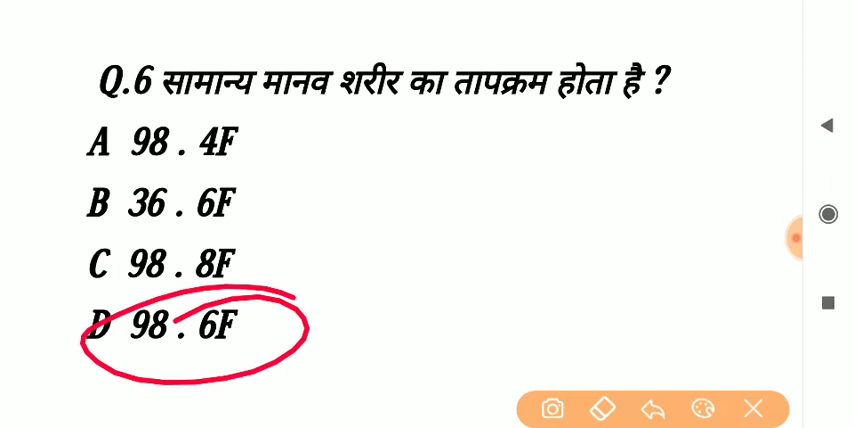 Q.6 सामान्य मानव शरीर का तापक्रम होता है ?
A 98 . 4F
B 36 . 6F
C 98 . 8F
D 98 . 6F